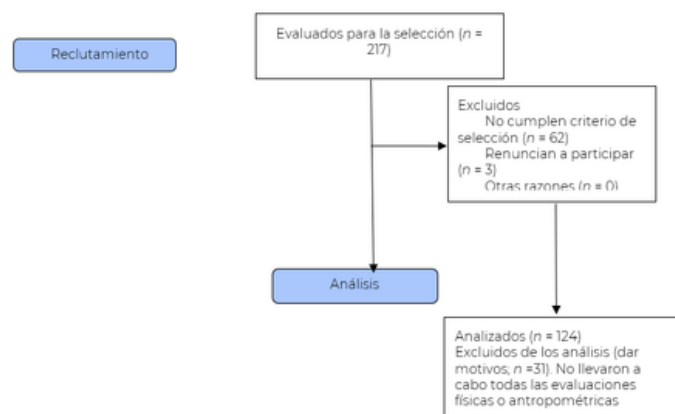 Reclutamiento
Evaluados para la selección (n =
217)
Excluidos
No cumplen criterio de
selección (n = 62)
Renuncian a participar
(n = 3)
Otras razones (n = 0)
Análisis
Analizados (n = 124)
Excluidos de los análisis (dar
motivos; n =31). No llevaron a
cabo todas las evaluaciones
físicas o antropométricas